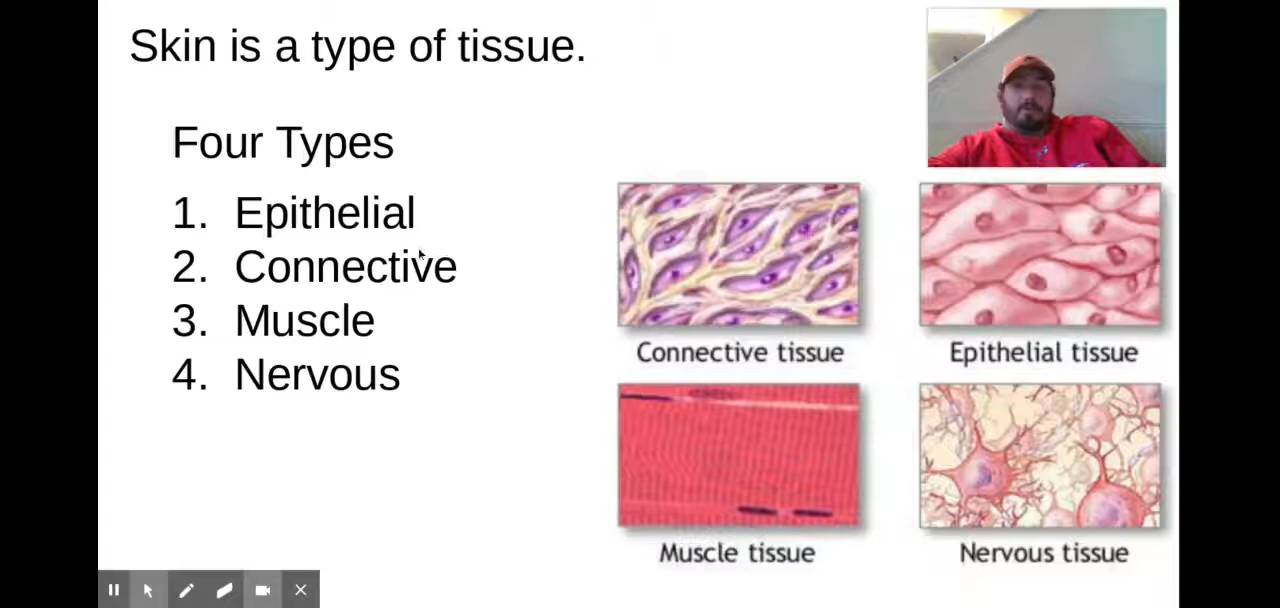 Skin is a type of tissue.
Four Types
1. Epithelial
2. Connective
3. Muscle
4. Nervous
Connective tissue
Epithelial tissue
Muscle tissue
Nervous tissue